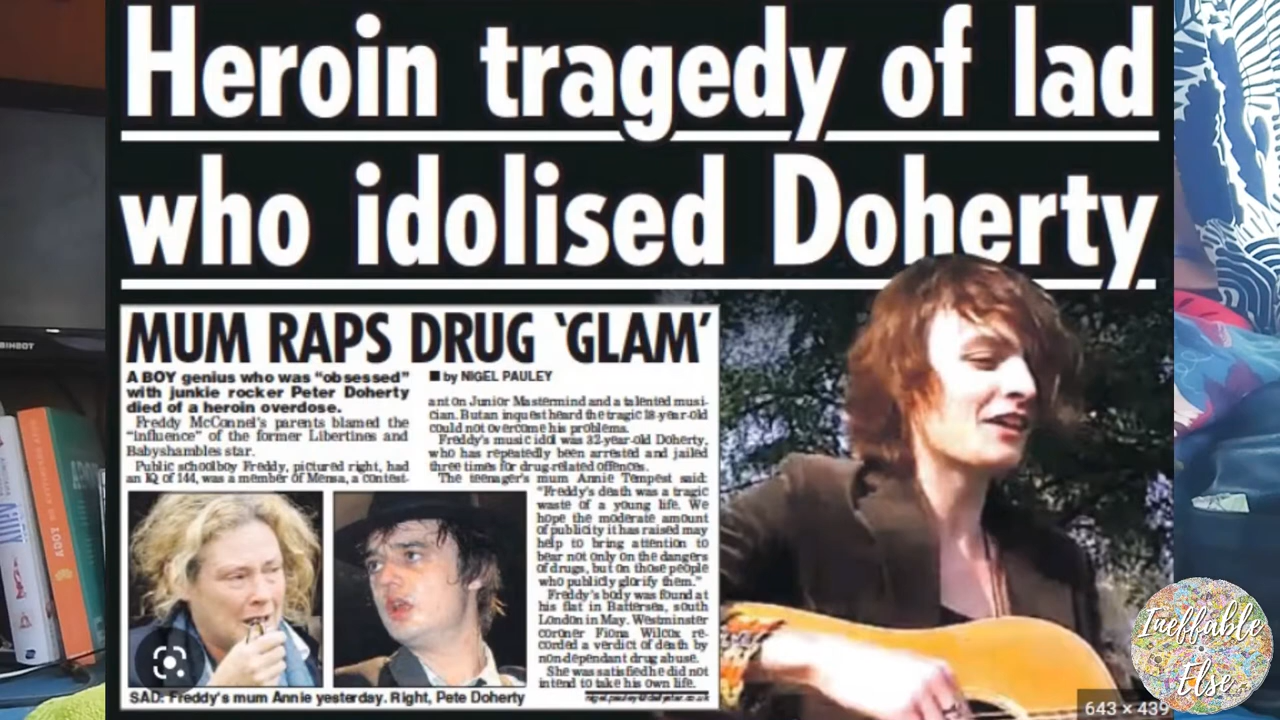 Heroin tragedy of lad
who idolised Doherty
MUM RAPS DRUG ‘GLAM’
A BOY genius who was “obsessed”
with junkie rocker Peter Doherty
died of a heroin overdose.
Freddy McConnel's parents blamed the
“influence” of the former Libertines and
Babyshambles star.
Public schoolboy Freddy, pictured right, had
an IQ of 144, was a member of Mensa, a contest-
■ by NIGEL PAULEY
ant on Junior Mastermind and a talented musi-
cian. But an inquest heard the tragic 18-year-old
could not overcome his problems.
Freddy's music idol was 32-year-old Doherty,
who has repeatedly been arrested and jailed
three times for drug-related offences.
The teenager's mum Annie Tempest said:
“Freddy's death was a tragic
waste of a young life. We
hope the moderate amount
of publicity it has raised may
help to bring attention to
bear not only on the dangers
of drugs, but on those people
who publicly glorify them.”
Freddy's body was found at
his flat in Battersea, south
London in May. Westminster
coroner Fiona Wilcox re-
corded a verdict of death by
non-dependant drug abuse.
She was satisfied he did not
intend to take his own life.
SAD: Freddy's mum Annie yesterday. Right, Pete Doherty
643 × 439
Ineffable
Else